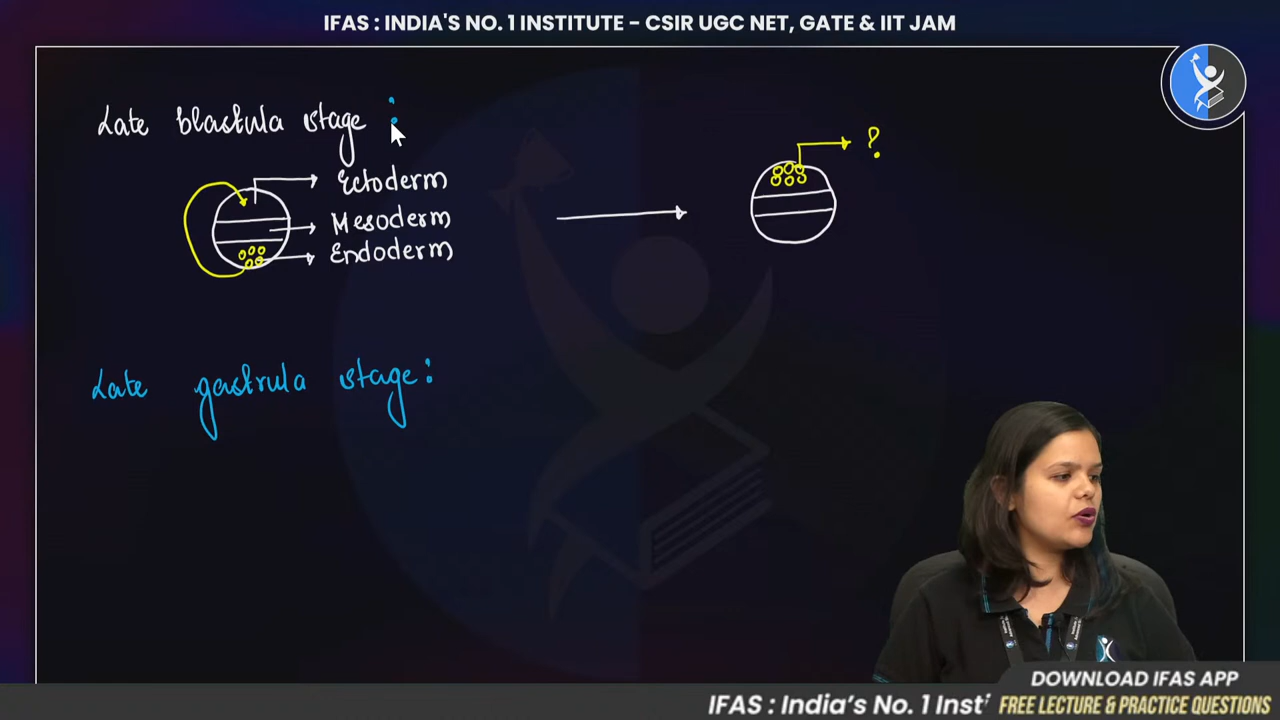 IFAS : INDIA'S NO. 1 INSTITUTE - CSIR UGC NET, GATE & IIT JAM
Late blastula stage :
?
Ectoderm
Mesoderm
Endoderm
Late gastrula stage:
DOWNLOAD IFAS APP
IFAS : India's No. 1 Inst
FREE LECTURE & PRACTICE QUESTIONS